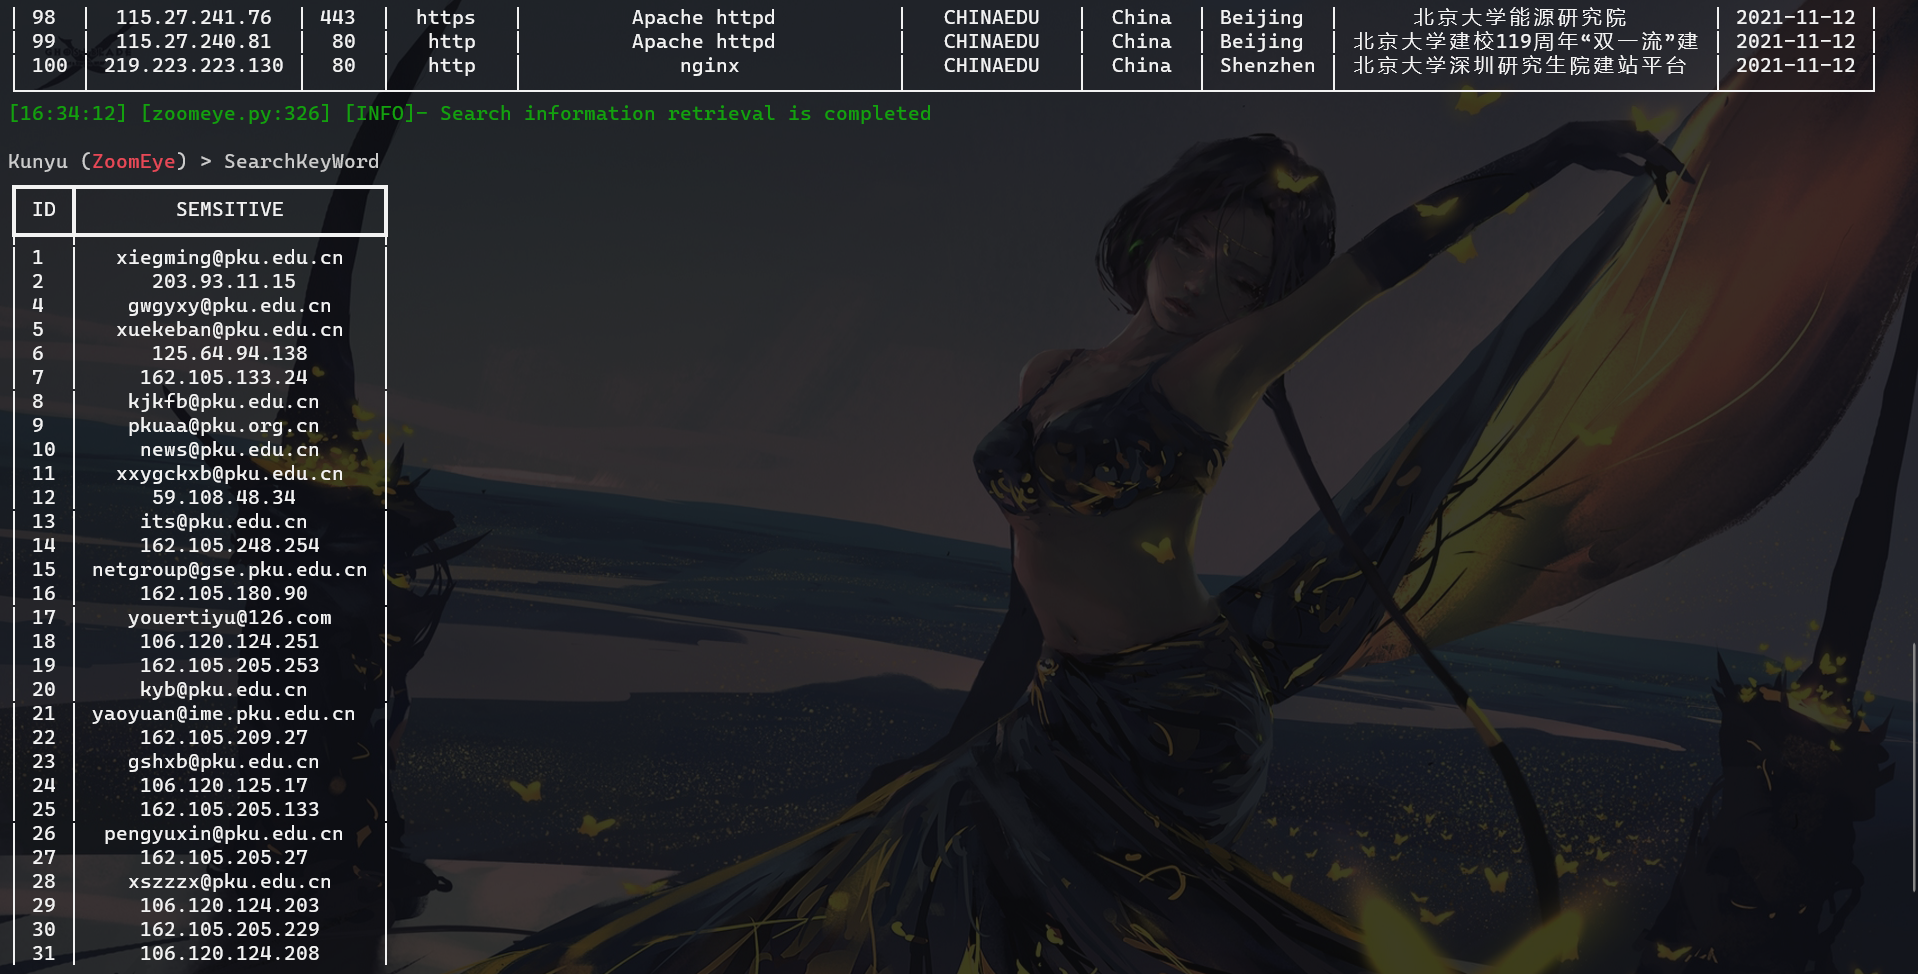 98 115.27.241.76 443 https Apache httpd CHINAEDU China Beijing 北京大学能源研究院 2021-11-12
99 115.27.240.81 80 http Apache httpd CHINAEDU China Beijing 北京大学建校119周年“双一流”建 2021-11-12
100 219.223.223.130 80 http nginx CHINAEDU China Shenzhen 北京大学深圳研究生院建站平台 2021-11-12
[16:34:12] [zoomeye.py:326] [INFO]- Search information retrieval is completed
Kunyu (ZoomEye) > SearchKeyWord
ID SEMSITIVE
1 xiegming@pku.edu.cn
2 203.93.11.15
4 gwgyxy@pku.edu.cn
5 xuekeban@pku.edu.cn
6 125.64.94.138
7 162.105.133.24
8 kjkfb@pku.edu.cn
9 pkuaa@pku.org.cn
10 news@pku.edu.cn
11 xxygckxb@pku.edu.cn
12 59.108.48.34
13 its@pku.edu.cn
14 162.105.248.254
15 netgroup@gse.pku.edu.cn
16 162.105.180.90
17 youertiyu@126.com
18 106.120.124.251
19 162.105.205.253
20 kyb@pku.edu.cn
21 yaoyuan@ime.pku.edu.cn
22 162.105.209.27
23 gshxb@pku.edu.cn
24 106.120.125.17
25 162.105.205.133
26 pengyuxin@pku.edu.cn
27 162.105.205.27
28 xszzzx@pku.edu.cn
29 106.120.124.203
30 162.105.205.229
31 106.120.124.208